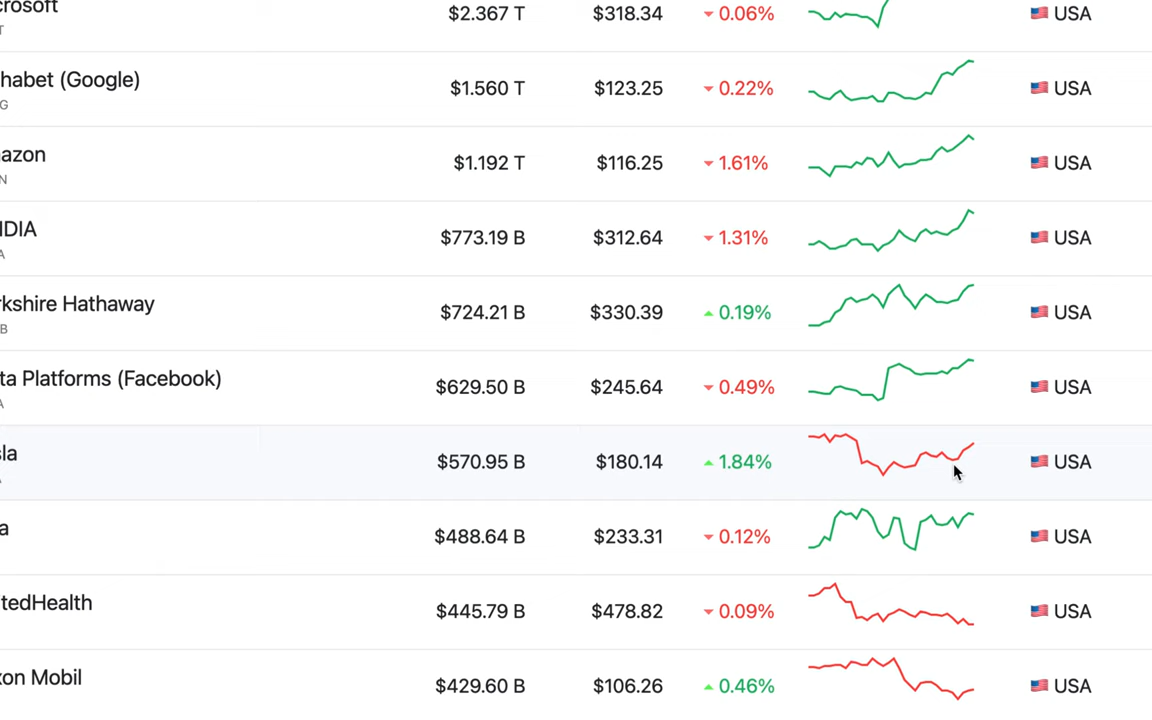 crosoft $2.367 T $318.34 0.06% USA
T
habet (Google) $1.560 T $123.25 0.22% USA
G
azon $1.192 T $116.25 1.61% USA
N
IDIA $773.19 B $312.64 1.31% USA
A
rkshire Hathaway $724.21 B $330.39 0.19% USA
B
ta Platforms (Facebook) $629.50 B $245.64 0.49% USA
A
sla $570.95 B $180.14 1.84% USA
a $488.64 B $233.31 0.12% USA
tedHealth $445.79 B $478.82 0.09% USA
on Mobil $429.60 B $106.26 0.46% USA